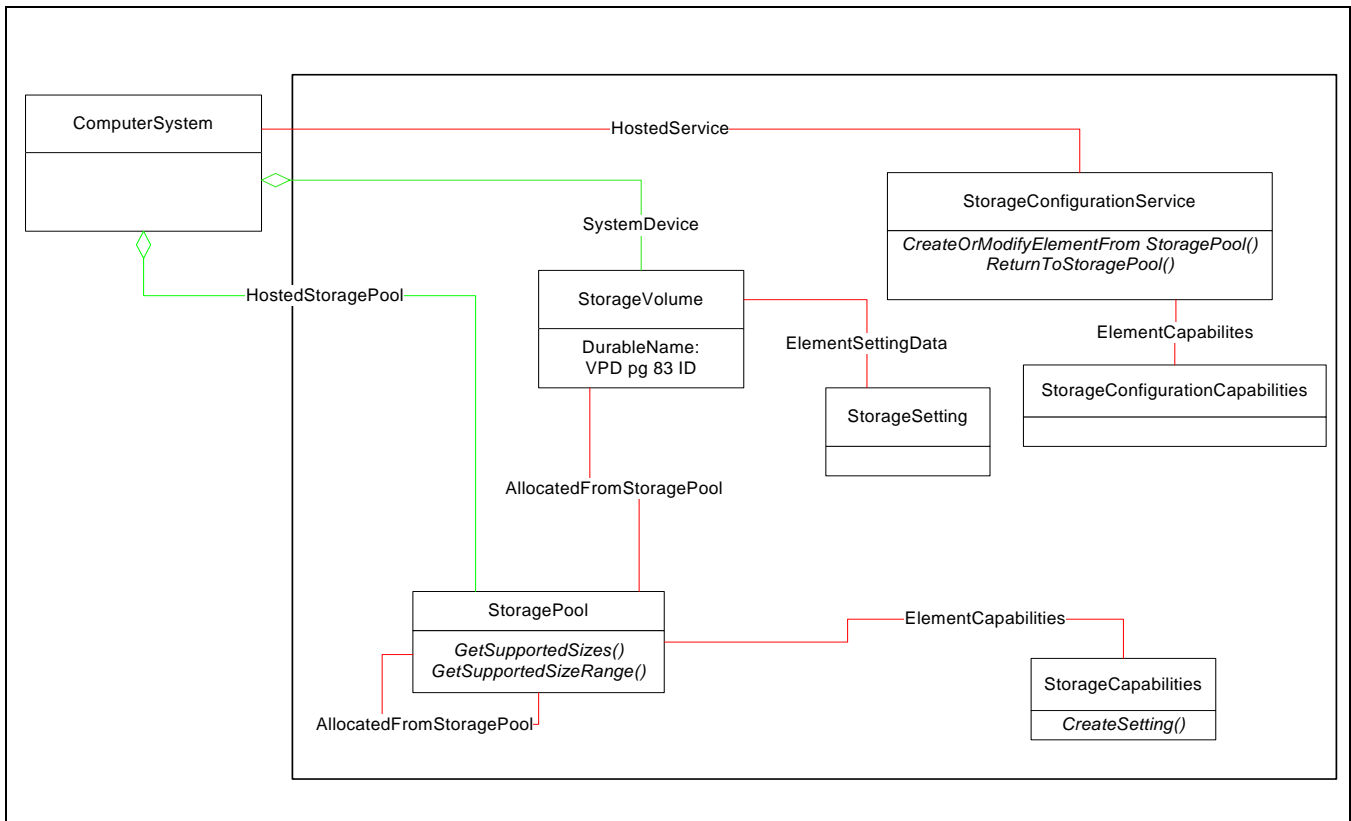 ComputerSystem
HostedService
StorageConfigurationService
CreateOrModifyElementFrom StoragePool()
ReturnToStoragePool()
SystemDevice
HostedStoragePool
StorageVolume
DurableName:
VPD pg 83 ID
ElementSettingData
ElementCapabilites
StorageConfigurationCapabilities
StorageSetting
AllocatedFromStoragePool
StoragePool
GetSupportedSizes()
GetSupportedSizeRange()
ElementCapabilities
StorageCapabilities
CreateSetting()
AllocatedFromStoragePool